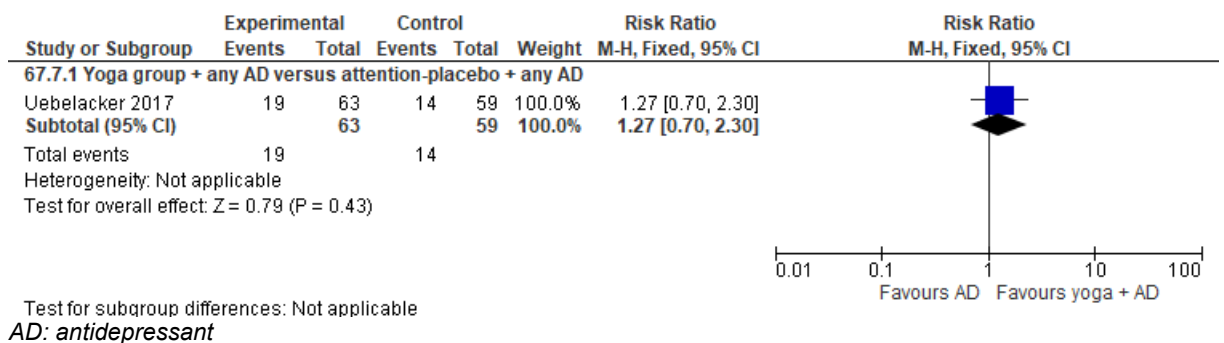 Experimental Control Risk Ratio Risk Ratio
Study or Subgroup Events Total Events Total Weight M-H, Fixed, 95% CI M-H, Fixed, 95% CI
67.7.1 Yoga group + any AD versus attention-placebo + any AD
Uebelacker 2017 19 63 14 59 100.0% 1.27 [0.70, 2.30]
Subtotal (95% CI) 63 59 100.0% 1.27 [0.70, 2.30]
Total events 19 14
Heterogeneity: Not applicable
Test for overall effect: Z = 0.79 (P = 0.43)
0.01 0.1 1 10 100
Favours AD Favours yoga + AD
Test for subgroup differences: Not applicable
AD: antidepressant